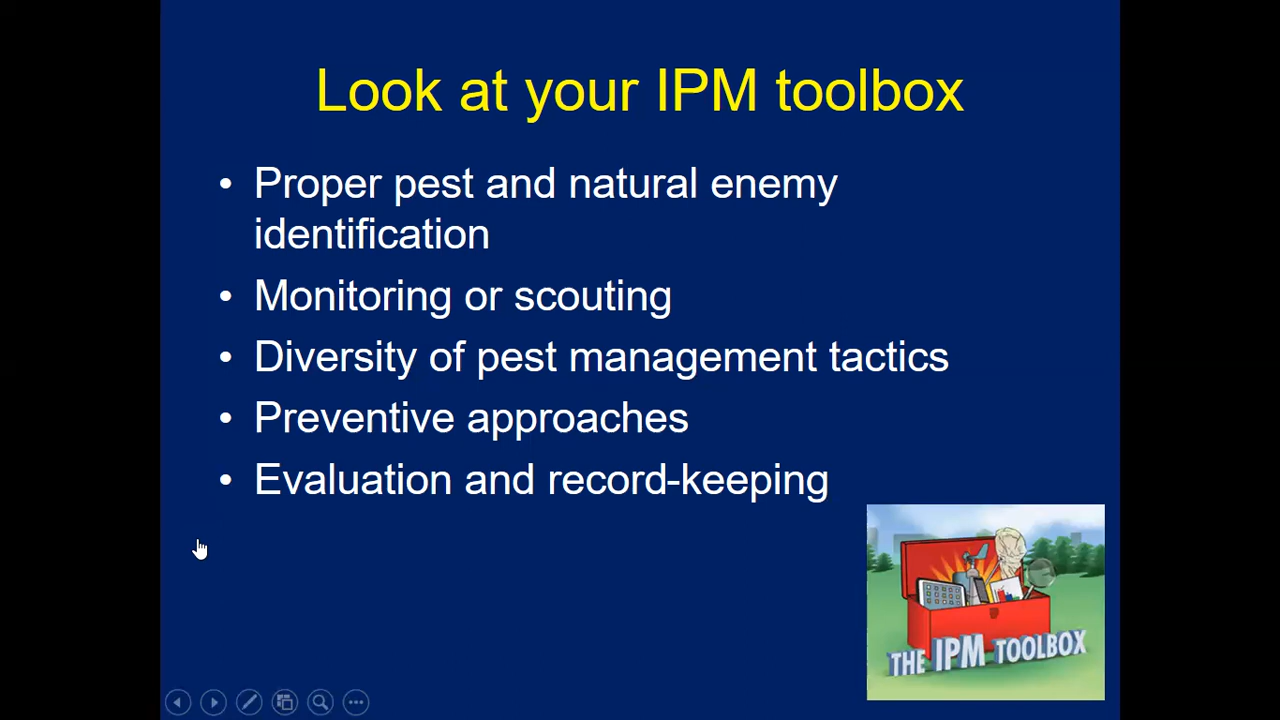 Look at your IPM toolbox
• Proper pest and natural enemy
identification
• Monitoring or scouting
• Diversity of pest management tactics
• Preventive approaches
• Evaluation and record-keeping
THE IPM TOOLBOX